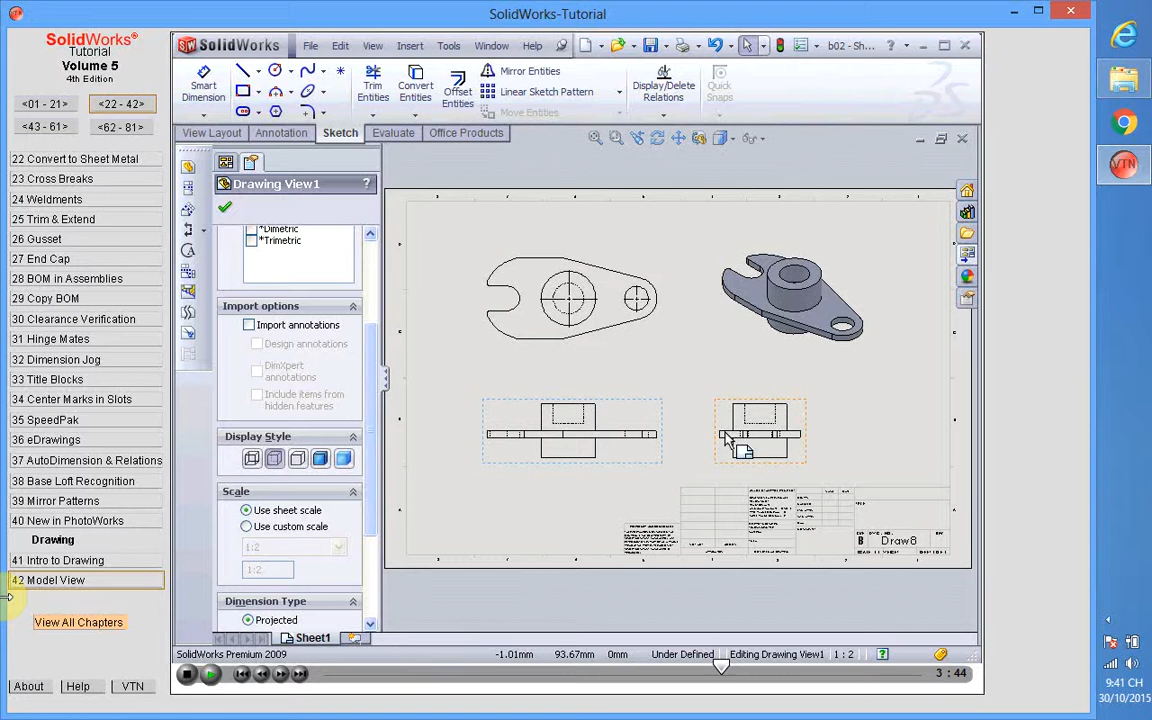 SolidWorks-Tutorial
SolidWorks®
Tutorial
Volume 5
4th Edition
<01 - 21>
<22 - 42>
<43 - 61>
<62 - 81>
22 Convert to Sheet Metal
23 Cross Breaks
24 Weldments
25 Trim & Extend
26 Gusset
27 End Cap
28 BOM in Assemblies
29 Copy BOM
30 Clearance Verification
31 Hinge Mates
32 Dimension Jog
33 Title Blocks
34 Center Marks in Slots
35 SpeedPak
36 eDrawings
37 AutoDimension & Relations
38 Base Loft Recognition
39 Mirror Patterns
40 New in PhotoWorks
Drawing
41 Intro to Drawing
42 Model View
View All Chapters
About
Help
VTN
SolidWorks
File
Edit
View
Insert
Tools
Window
Help
b02 - Sh...
Smart Dimension
Trim Entities
Convert Entities
Offset Entities
Mirror Entities
Linear Sketch Pattern
Move Entities
Display/Delete Relations
Quick Snaps
View Layout
Annotation
Sketch
Evaluate
Office Products
Drawing View1
?
*Dimetric
*Trimetric
Import options
Import annotations
Design annotations
DimXpert annotations
Include items from hidden features
Display Style
Scale
Use sheet scale
Use custom scale
1:2
1:2
Dimension Type
Projected
B
Draw8
Sheet1
SolidWorks Premium 2009
-1.01mm
93.67mm
0mm
Under Defined
Editing Drawing View1
1 : 2
3 : 44
VTN
9:41 CH
30/10/2015